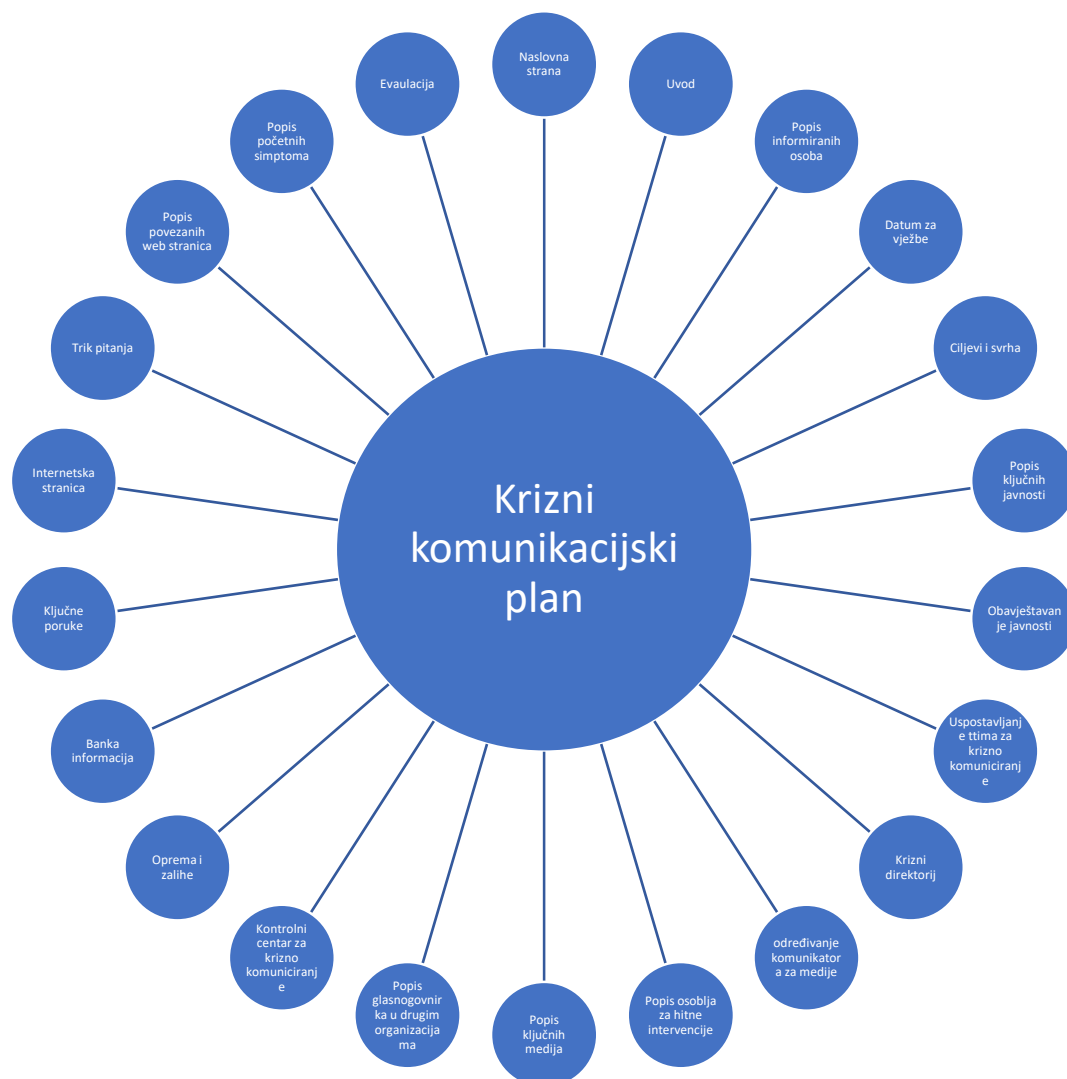 Naslovna
strana
Uvod
Popis
informiranih
osoba
Datum za
vježbe
Ciljevi i svrha
Popis
ključnih
javnosti
Obavještavan
je javnosti
Uspostavljanj
e ttima za
krizno
komuniciranj
e
Krizni
direktorij
određivanje
komunikator
a za medije
Popis osoblja
za hitne
intervencije
Popis
ključnih
medija
Popis
glasnogovnir
ka u drugim
organizacija
ma
Kontrolni
centar za
krizno
komuniciranj
e
Oprema i
zalihe
Banka
informacija
Ključne
poruke
Internetska
stranica
Trik pitanja
Popis
povezanih
web stranica
Popis
početnih
simptoma
Evaulacija
Krizni
komunikacijski
plan